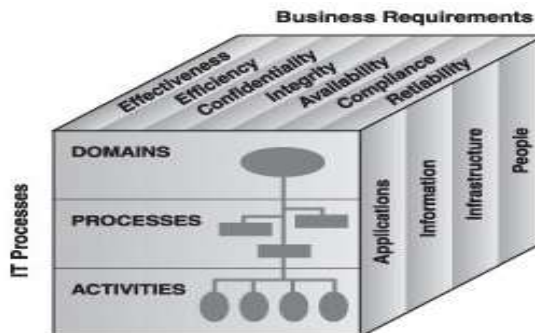 Business Requirements
Effectiveness
Efficiency
Confidentiality
Integrity
Availability
Compliance
Reliability
IT Processes
DOMAINS
PROCESSES
ACTIVITIES
Applications
Information
Infrastructure
People